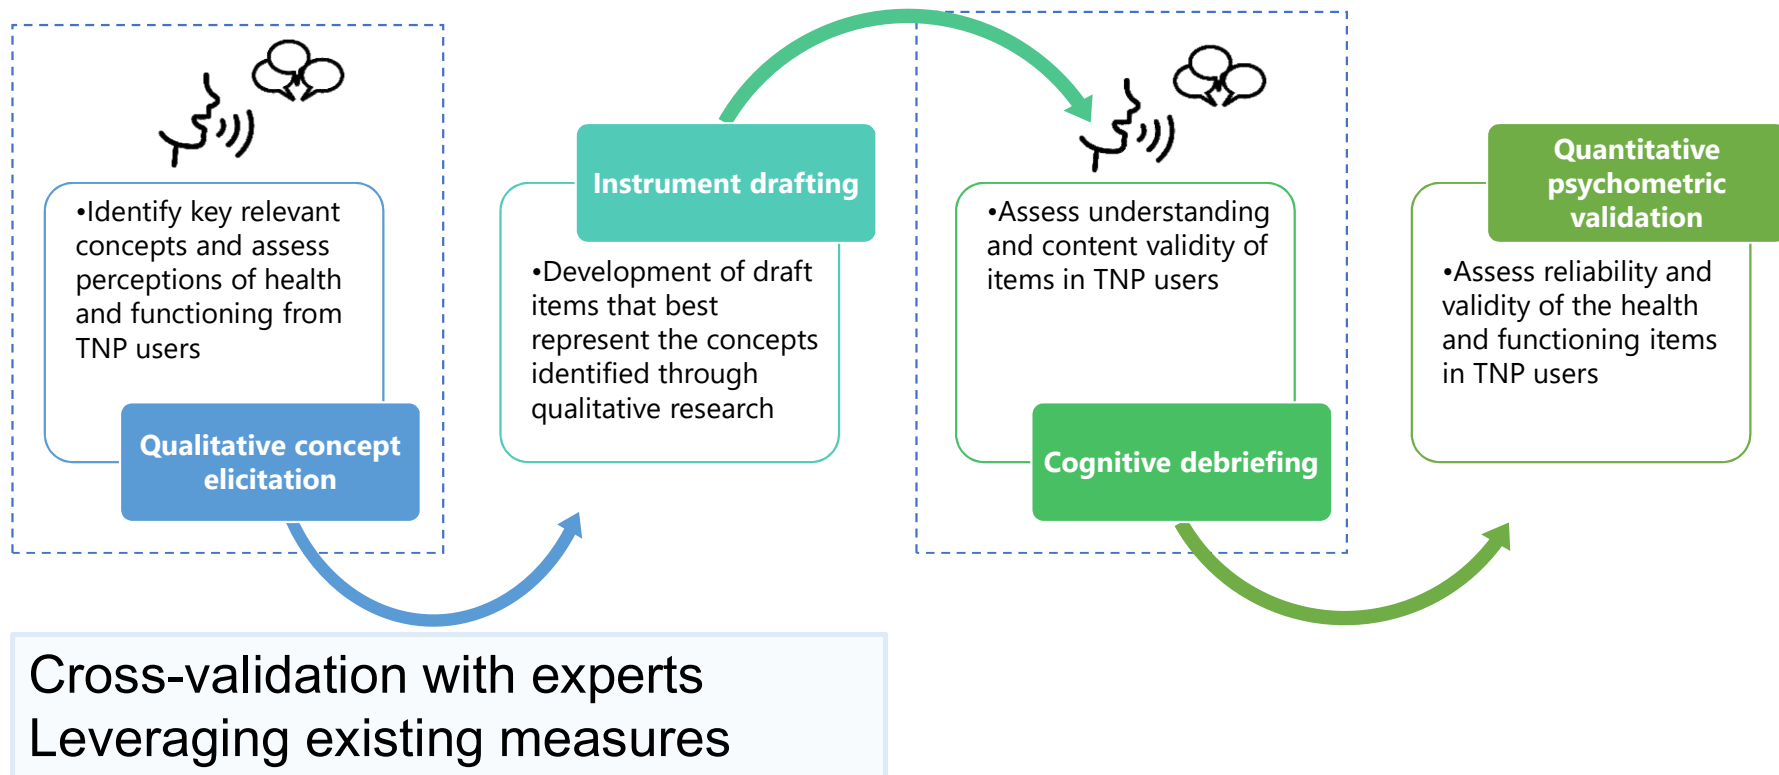 •Identify key relevant
concepts and assess
perceptions of health
and functioning from
TNP users
Qualitative concept
elicitation
Instrument drafting
•Development of draft
items that best
represent the concepts
identified through
qualitative research
•Assess understanding
and content validity of
items in TNP users
Cognitive debriefing
Quantitative
psychometric
validation
•Assess reliability and
validity of the health
and functioning items
in TNP users
Cross-validation with experts
Leveraging existing measures